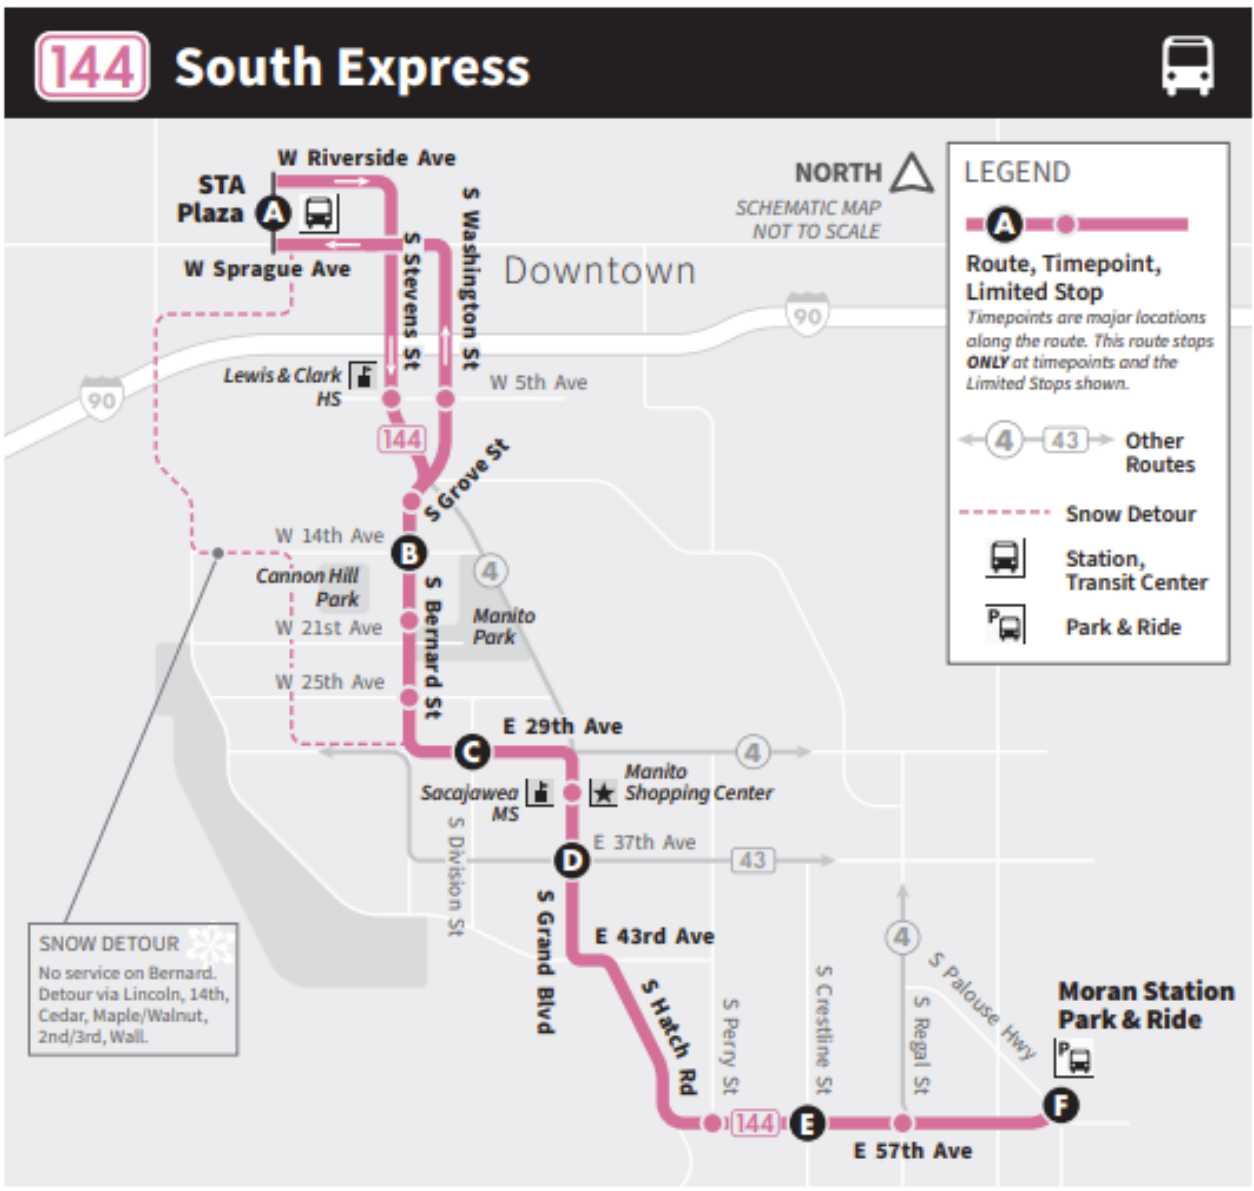 144 South Express
W Riverside Ave
STA
Plaza
A
W Sprague Ave
S Stevens St
S Washington St
Downtown
NORTH
SCHEMATIC MAP
NOT TO SCALE
LEGEND
A
Route, Timepoint,
Limited Stop
Timepoints are major locations
along the route. This route stops
ONLY at timepoints and the
Limited Stops shown.
4 43 Other
Routes
Snow Detour
Station,
Transit Center
P Park & Ride
90
90
Lewis & Clark
HS
W 5th Ave
144
S Grove St
W 14th Ave
B
4
Cannon Hill
Park
S Bernard St
Manito
Park
W 21st Ave
W 25th Ave
E 29th Ave
C
4
Sacajawea
MS
Manito
Shopping Center
S Division St
E 37th Ave
D
43
S Grand Blvd
E 43rd Ave
4
S Hatch Rd
S Perry St
S Crestline St
S Regal St
S Palouse Hwy
Moran Station
Park & Ride
P
F
144
E
E 57th Ave
SNOW DETOUR
No service on Bernard.
Detour via Lincoln, 14th,
Cedar, Maple/Walnut,
2nd/3rd, Wall.